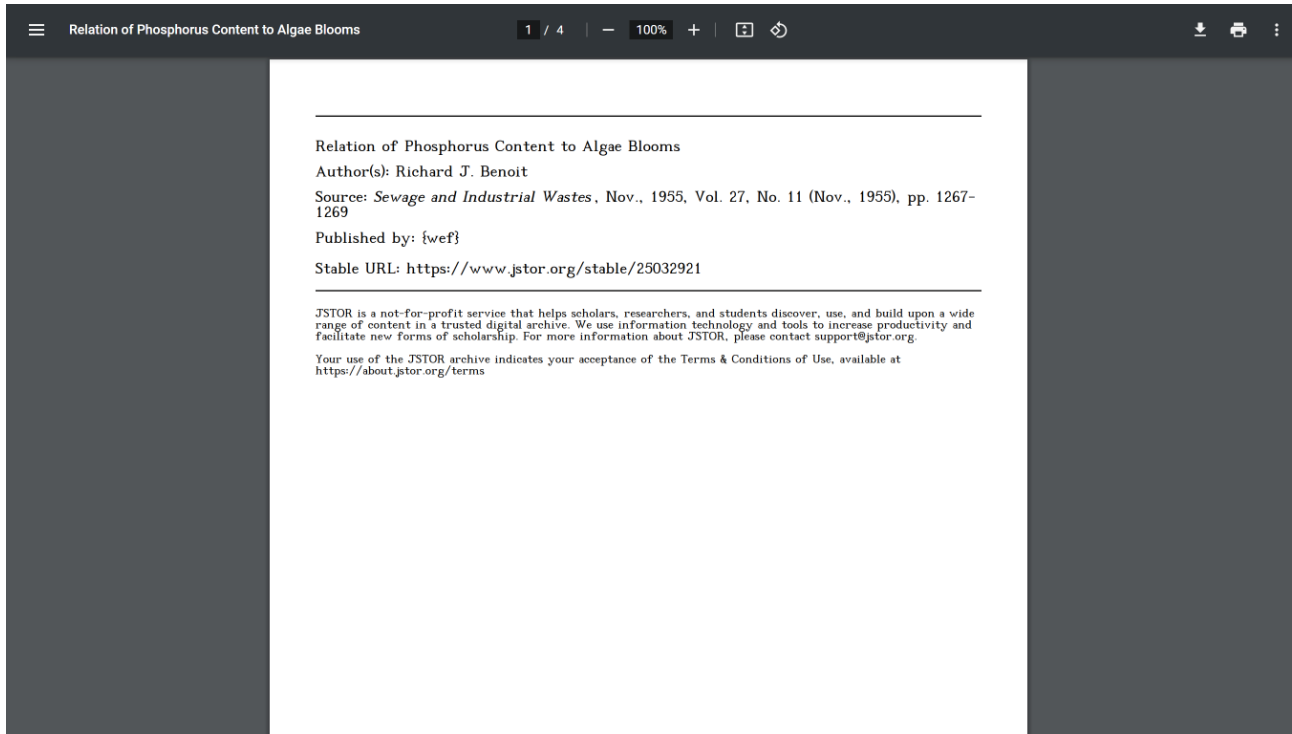 Relation of Phosphorus Content to Algae Blooms
1 / 4
100%
Relation of Phosphorus Content to Algae Blooms
Author(s): Richard J. Benoit
Source: Sewage and Industrial Wastes, Nov., 1955, Vol. 27, No. 11 (Nov., 1955), pp. 1267-
1269
Published by: {wef}
Stable URL: https://www.jstor.org/stable/25032921
JSTOR is a not-for-profit service that helps scholars, researchers, and students discover, use, and build upon a wide
range of content in a trusted digital archive. We use information technology and tools to increase productivity and
facilitate new forms of scholarship. For more information about JSTOR, please contact support@jstor.org.
Your use of the JSTOR archive indicates your acceptance of the Terms & Conditions of Use, available at
https://about.jstor.org/terms